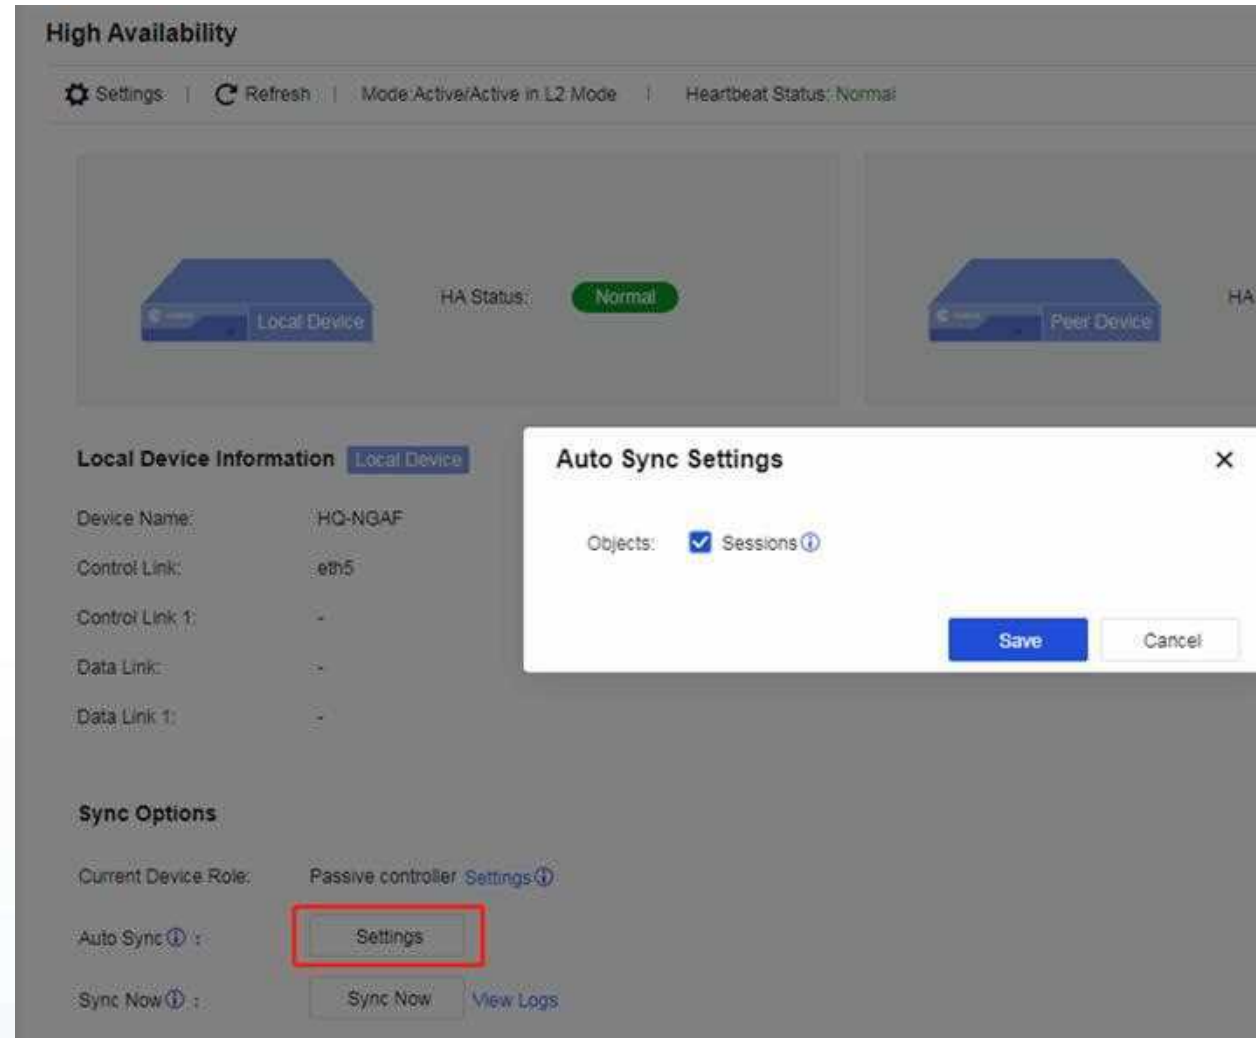 High Availability
Settings | Refresh | Mode:Active/Active in L2 Mode | Heartbeat Status: Normal
Local Device
HA Status: Normal
Peer Device
HA
Local Device Information Local Device
Device Name: HQ-NGAF
Control Link: eth5
Control Link 1: -
Data Link: -
Data Link 1: -
Auto Sync Settings
Objects: Sessions
Save Cancel
Sync Options
Current Device Role: Passive controller Settings
Auto Sync : Settings
Sync Now : Sync Now View Logs